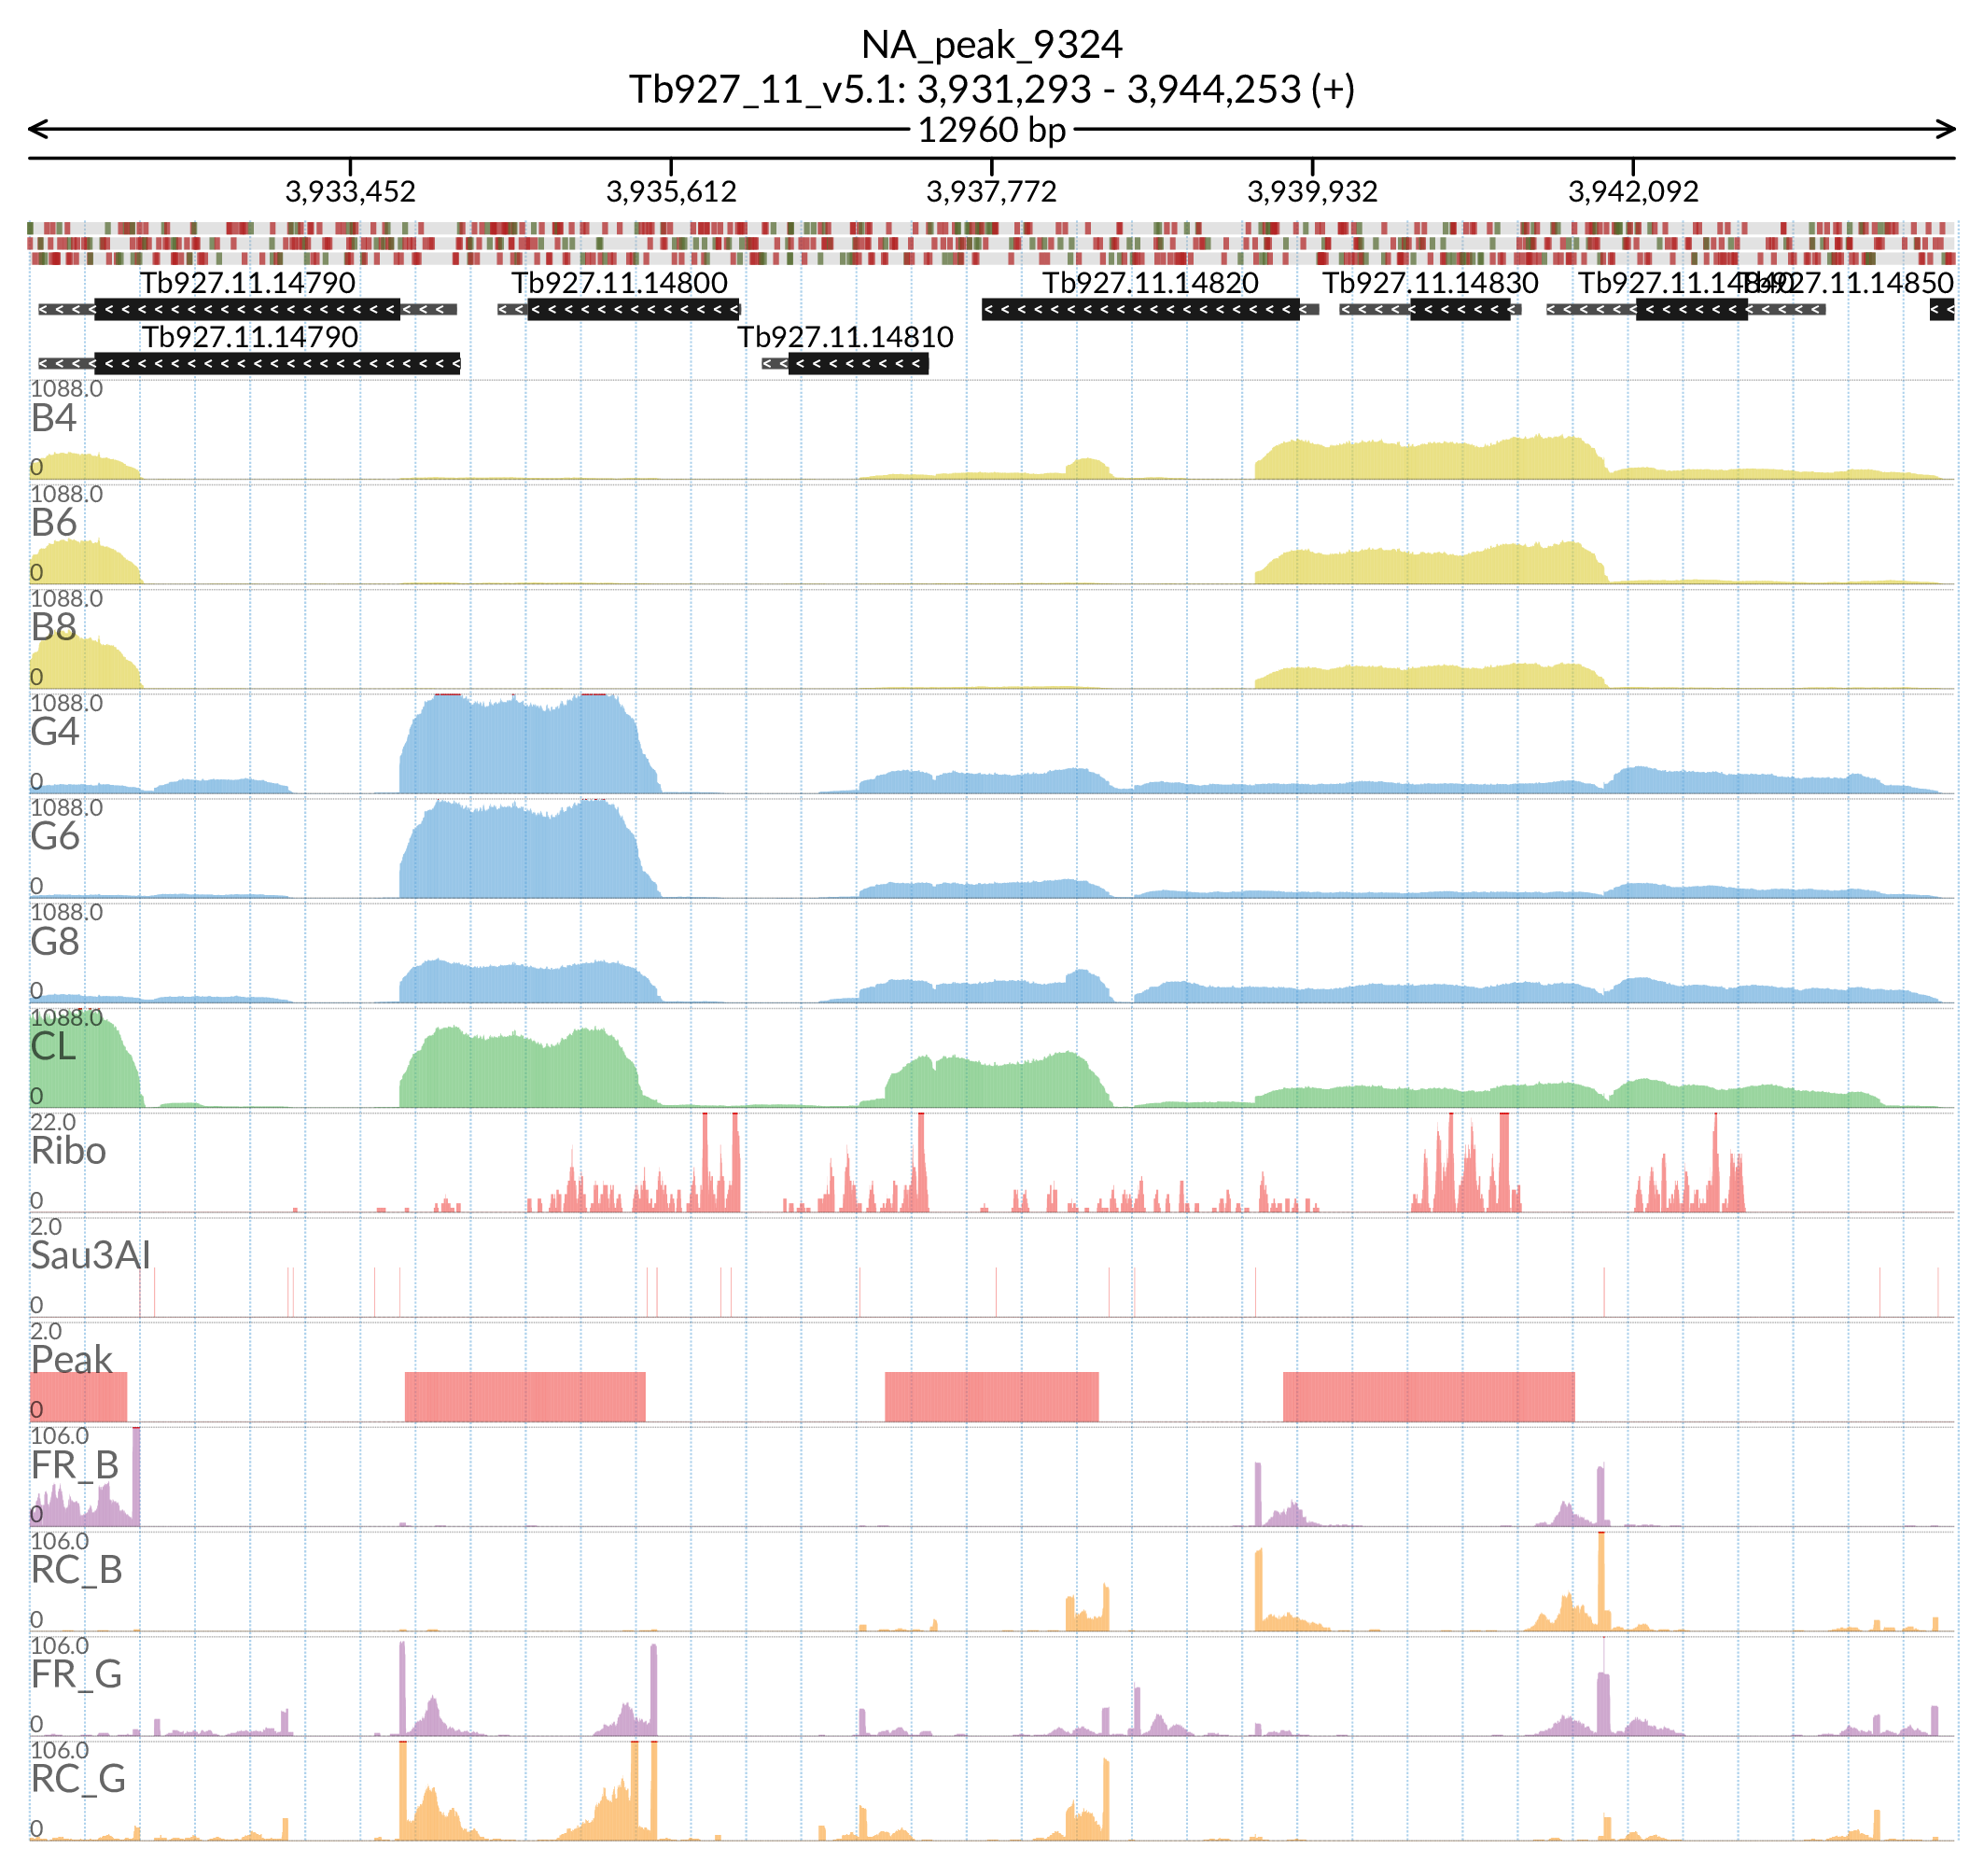 NA_peak_9324
Tb927_11_v5.1: 3,931,293 - 3,944,253 (+)
12960 bp
3,933,452 3,935,612 3,937,772 3,939,932 3,942,092
Tb927.11.14790 Tb927.11.14800 Tb927.11.14820 Tb927.11.14830 Tb927.11.14840 Tb927.11.14850
Tb927.11.14790 Tb927.11.14810
1088.0
B4
0
1088.0
B6
0
1088.0
B8
0
1088.0
G4
0
1088.0
G6
0
1088.0
G8
0
1088.0
CL
0
22.0
Ribo
0
2.0
Sau3AI
0
2.0
Peak
0
106.0
FR_B
0
106.0
RC_B
0
106.0
FR_G
0
106.0
RC_G
0